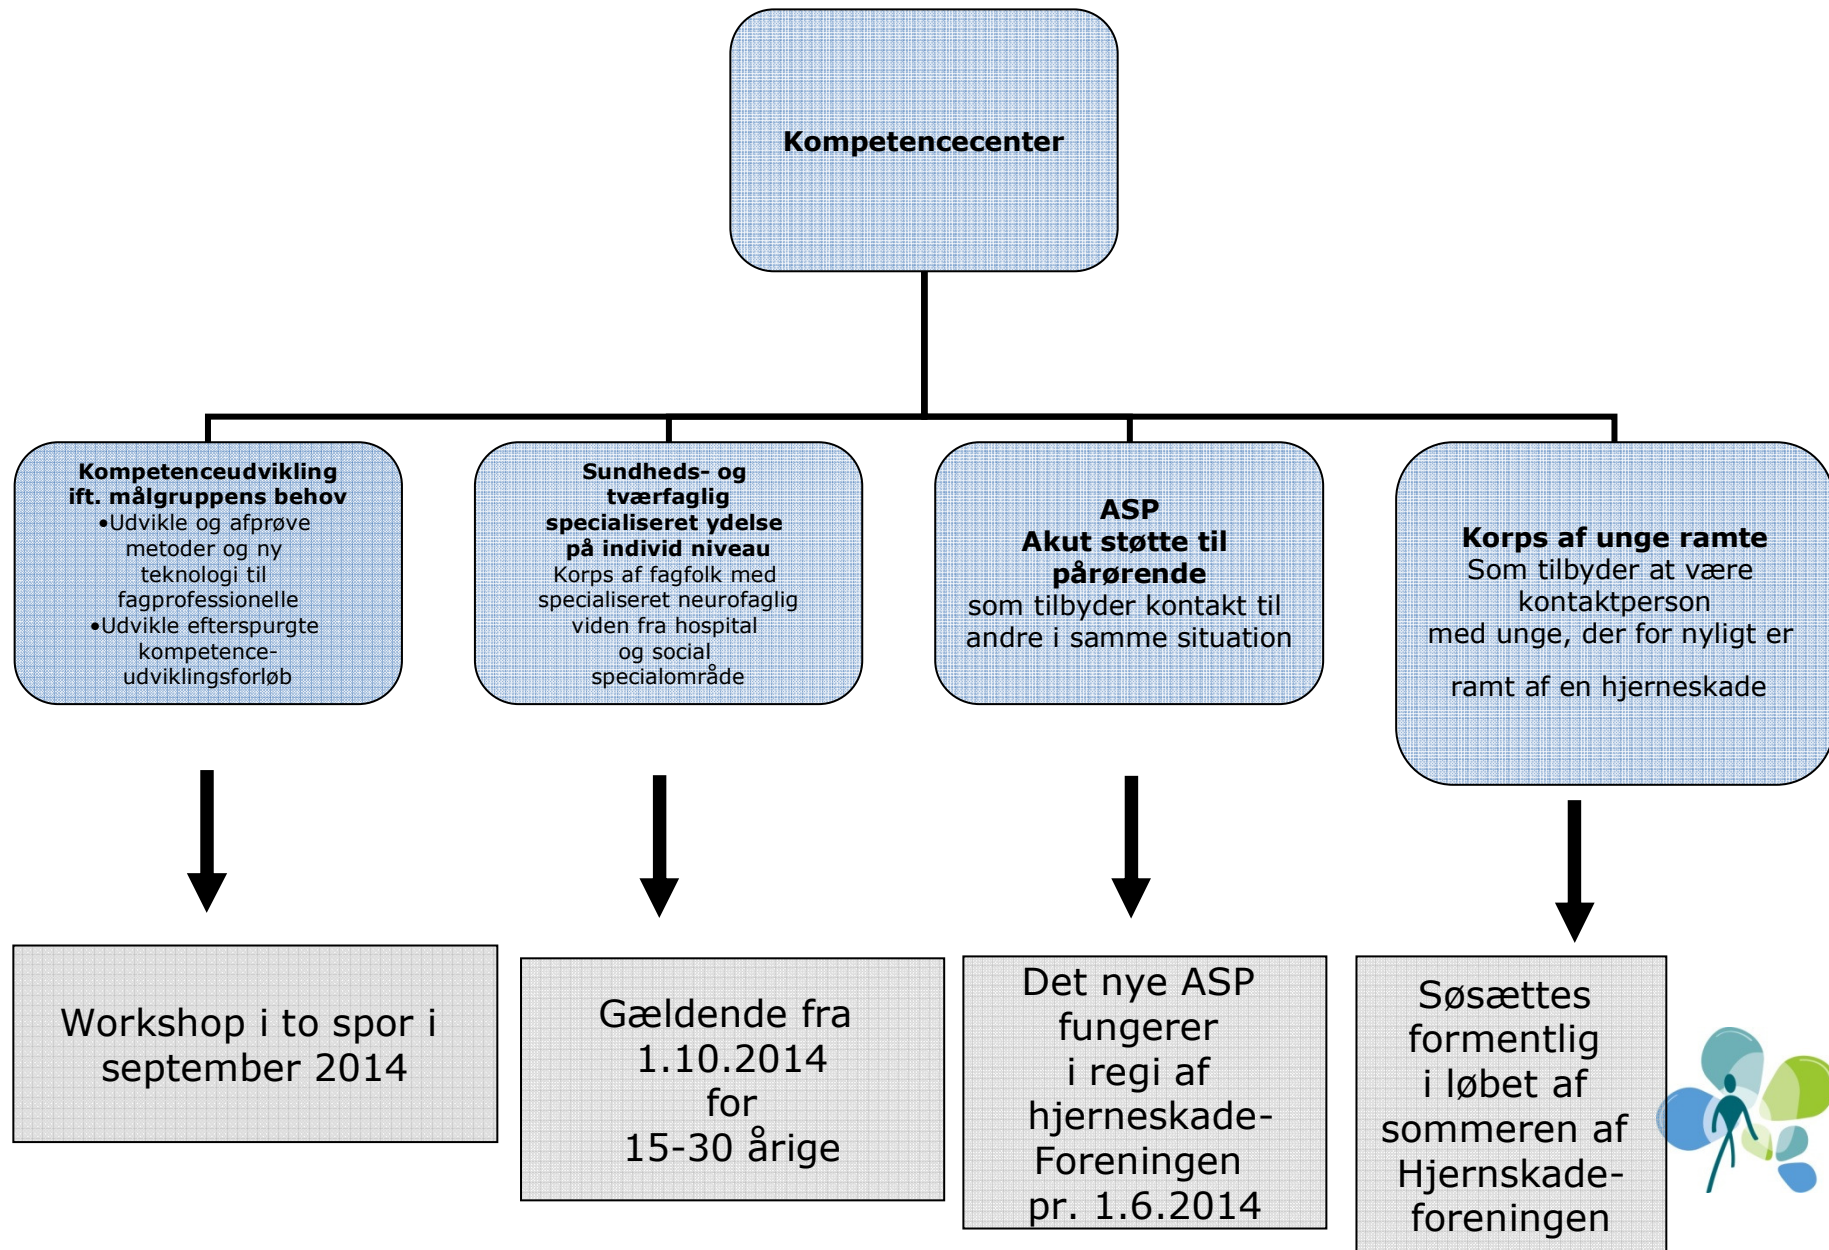 Kompetencecenter
Kompetenceudvikling
ift. målgruppens behov
•Udvikle og afprøve
metoder og ny
teknologi til
fagprofessionelle
•Udvikle efterspurgte
kompetence-
udviklingsforløb
Sundheds- og
tværfaglig
specialiseret ydelse
på individ niveau
Korps af fagfolk med
specialiseret neurofaglig
viden fra hospital
og social
specialområde
ASP
Akut støtte til
pårørende
som tilbyder kontakt til
andre i samme situation
Korps af unge ramte
Som tilbyder at være
kontaktperson
med unge, der for nyligt er
ramt af en hjerneskade
Workshop i to spor i
september 2014
Gældende fra
1.10.2014
for
15-30 årige
Det nye ASP
fungerer
i regi af
hjerneskade-
Foreningen
pr. 1.6.2014
Søsættes
formentlig
i løbet af
sommeren af
Hjernskade-
foreningen